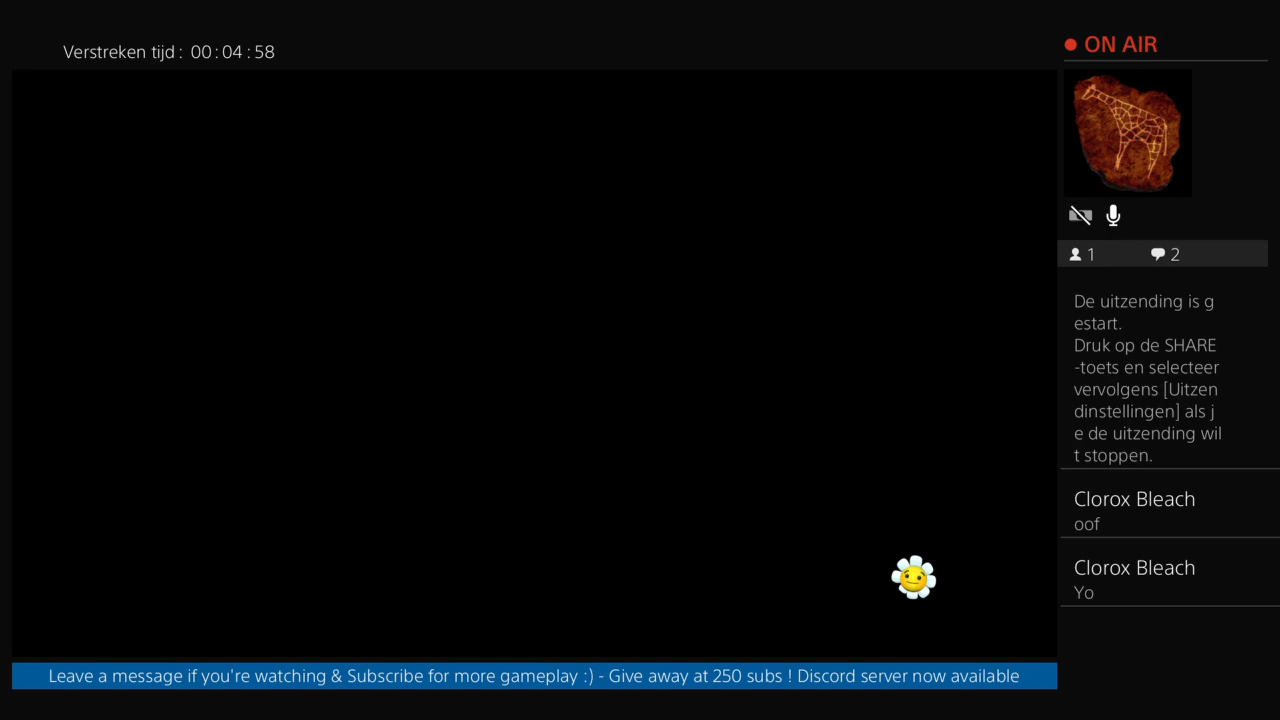 Verstreken tijd : 00:04:58
ON AIR
1 2
De uitzending is g
estart.
Druk op de SHARE
-toets en selecteer
vervolgens [Uitzen
dinstellingen] als j
e de uitzending wil
t stoppen.
Clorox Bleach
oof
Clorox Bleach
Yo
Leave a message if you're watching & Subscribe for more gameplay :) - Give away at 250 subs ! Discord server now available